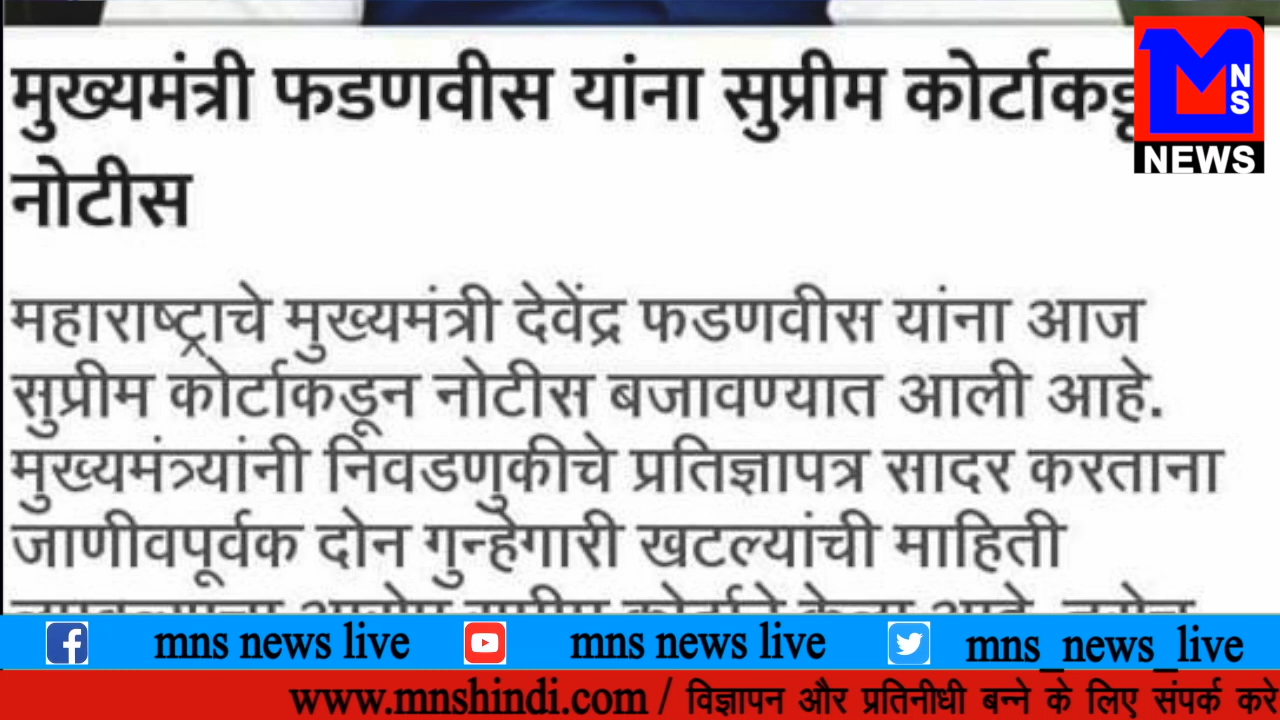 मुख्यमंत्री फडणवीस यांना सुप्रीम कोर्टाकडू
नोटीस
महाराष्ट्राचे मुख्यमंत्री देवेंद्र फडणवीस यांना आज
सुप्रीम कोर्टाकडून नोटीस बजावण्यात आली आहे.
मुख्यमंत्र्यांनी निवडणुकीचे प्रतिज्ञापत्र सादर करताना
जाणीवपूर्वक दोन गुन्हेगारी खटल्यांची माहिती
M NS
NEWS
mns news live mns news live mns_news_live
www.mnshindi.com / विज्ञापन और प्रतिनीधी बन्ने के लिए संपर्क करे